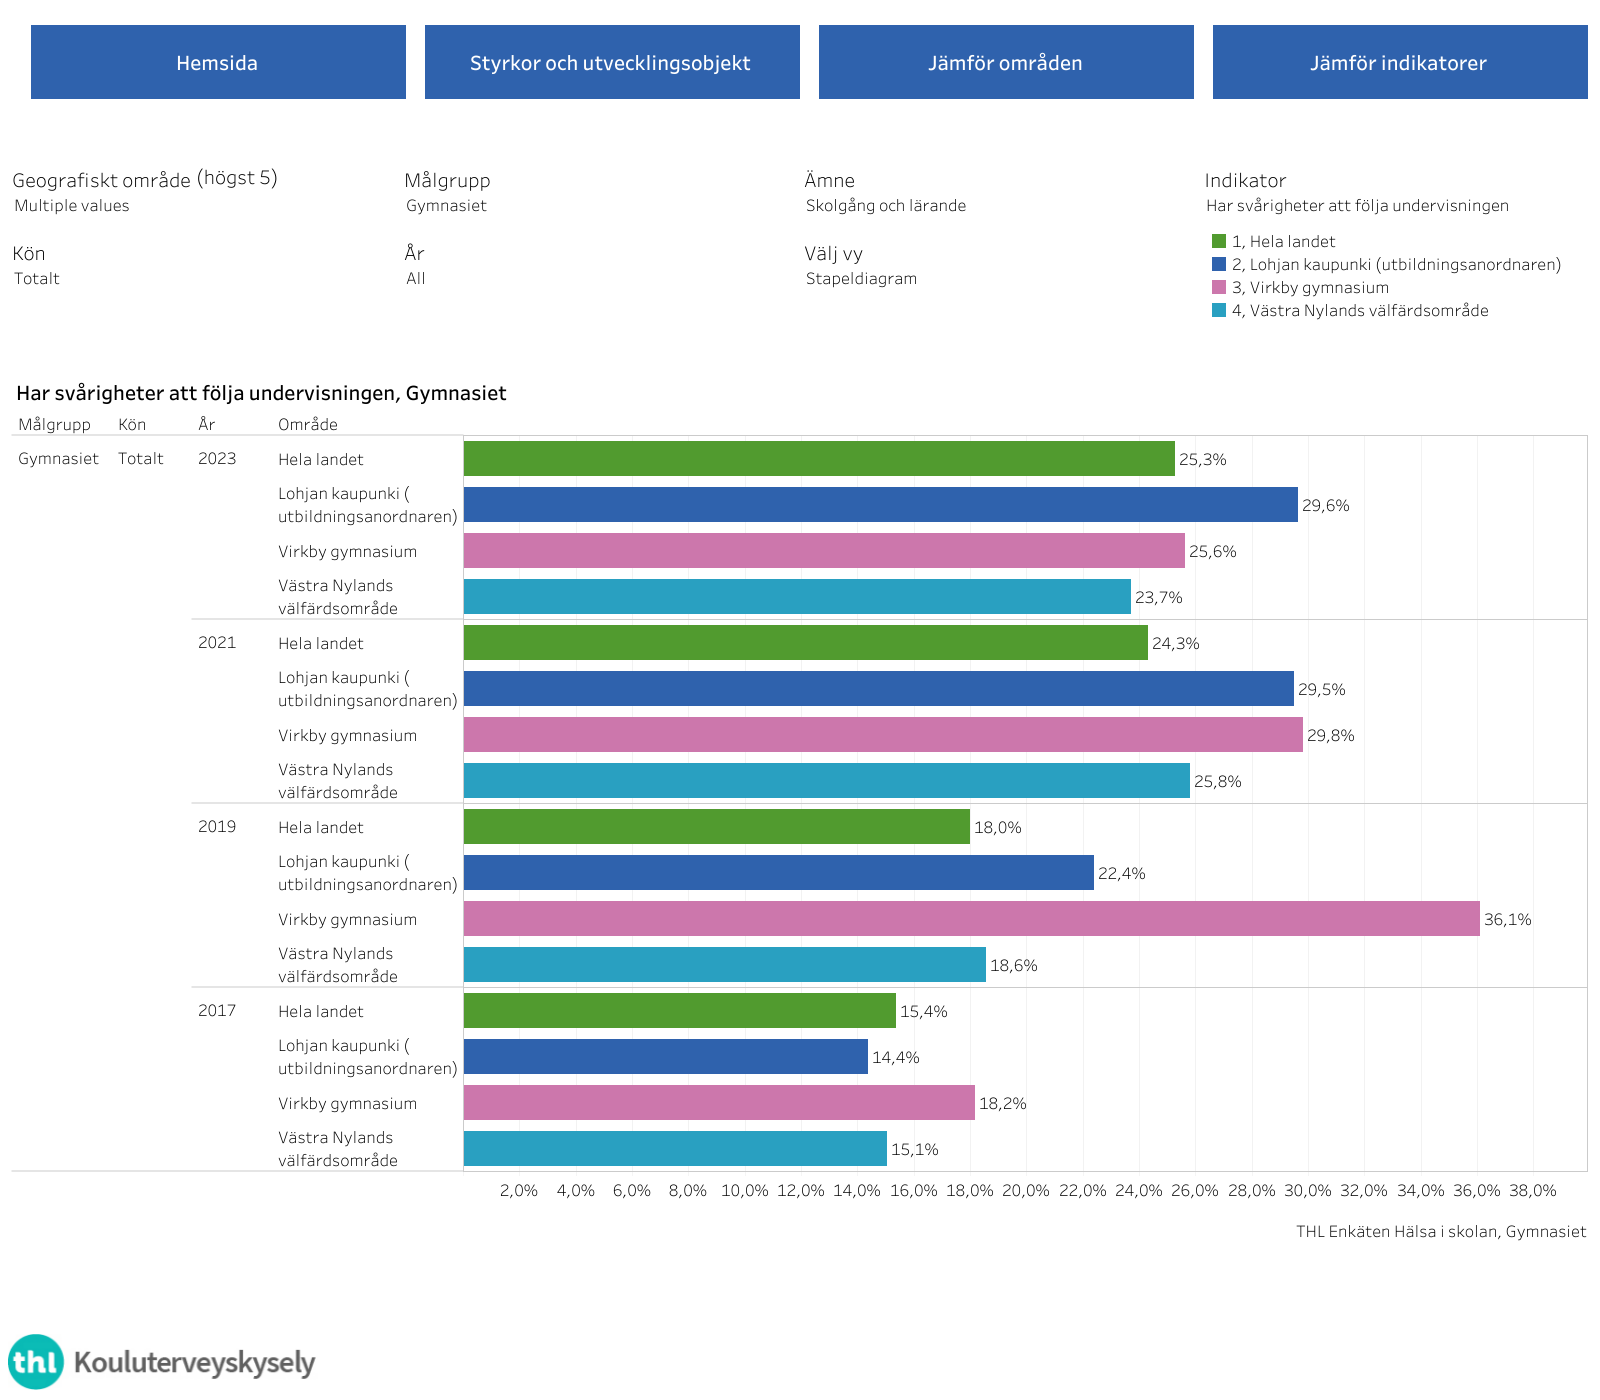 Hemsida
Styrkor och utvecklingsobjekt
Jämför områden
Jämför indikatorer
Geografiskt område (högst 5)
Multiple values
Målgrupp
Gymnasiet
Ämne
Skolgång och lärande
Indikator
Har svårigheter att följa undervisningen
Kön
Totalt
År
All
Välj vy
Stapeldiagram
1, Hela landet
2, Lohjan kaupunki (utbildningsanordnaren)
3, Virkby gymnasium
4, Västra Nylands välfärdsområde
Har svårigheter att följa undervisningen, Gymnasiet
Målgrupp Kön År Område
Gymnasiet Totalt 2023 Hela landet 25,3%
Lohjan kaupunki (
utbildningsanordnaren) 29,6%
Virkby gymnasium 25,6%
Västra Nylands
välfärdsområde 23,7%
2021 Hela landet 24,3%
Lohjan kaupunki (
utbildningsanordnaren) 29,5%
Virkby gymnasium 29,8%
Västra Nylands
välfärdsområde 25,8%
2019 Hela landet 18,0%
Lohjan kaupunki (
utbildningsanordnaren) 22,4%
Virkby gymnasium 36,1%
Västra Nylands
välfärdsområde 18,6%
2017 Hela landet 15,4%
Lohjan kaupunki (
utbildningsanordnaren) 14,4%
Virkby gymnasium 18,2%
Västra Nylands
välfärdsområde 15,1%
2,0% 4,0% 6,0% 8,0% 10,0% 12,0% 14,0% 16,0% 18,0% 20,0% 22,0% 24,0% 26,0% 28,0% 30,0% 32,0% 34,0% 36,0% 38,0%
THL Enkäten Hälsa i skolan, Gymnasiet
thl Kouluterveyskysely